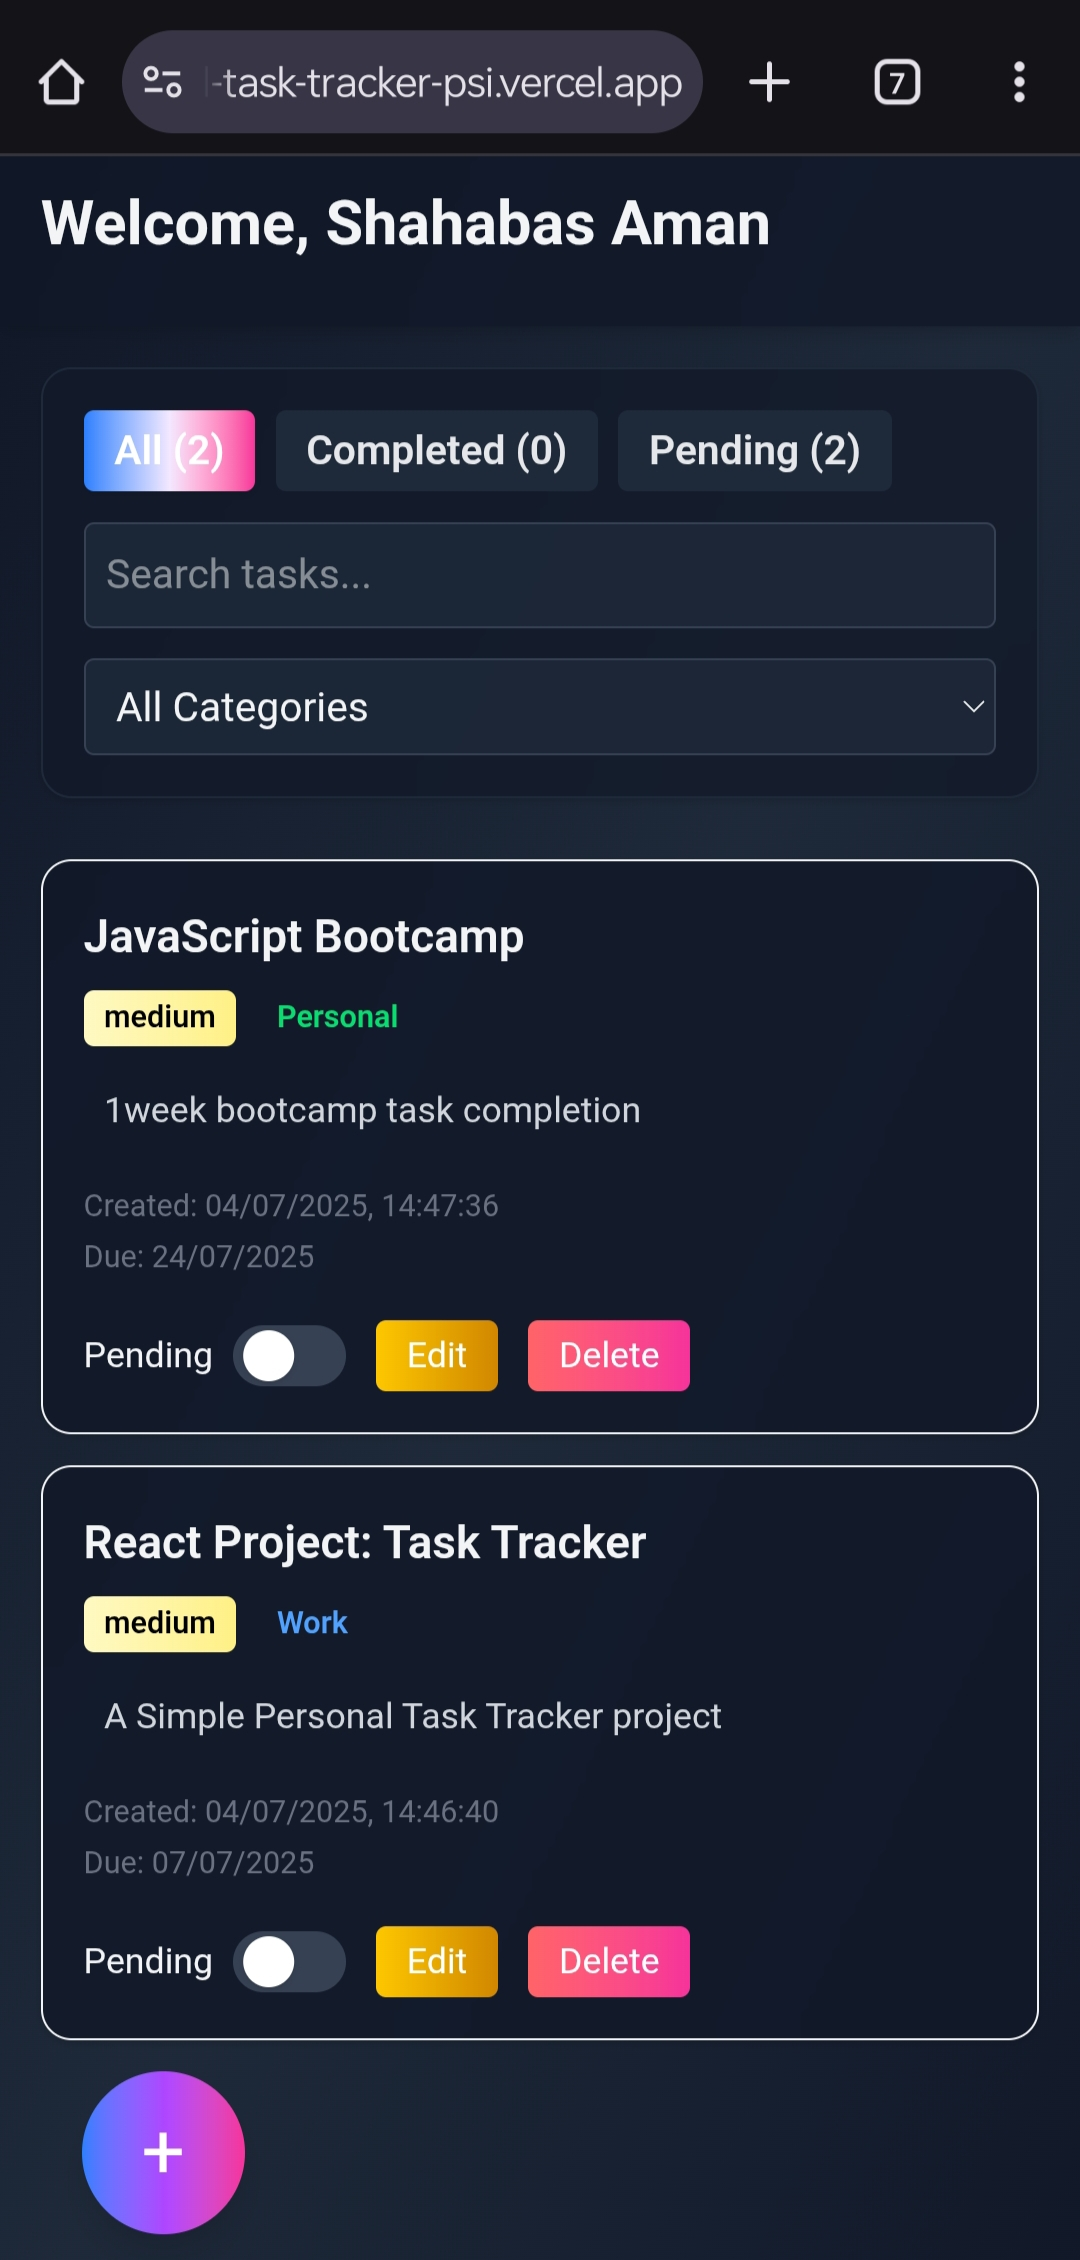 -task-tracker-psi.vercel.app
7
Welcome, Shahabas Aman
All (2)
Completed (0)
Pending (2)
Search tasks...
All Categories
JavaScript Bootcamp
medium
Personal
1week bootcamp task completion
Created: 04/07/2025, 14:47:36
Due: 24/07/2025
Pending
Edit
Delete
React Project: Task Tracker
medium
Work
A Simple Personal Task Tracker project
Created: 04/07/2025, 14:46:40
Due: 07/07/2025
Pending
Edit
Delete
+